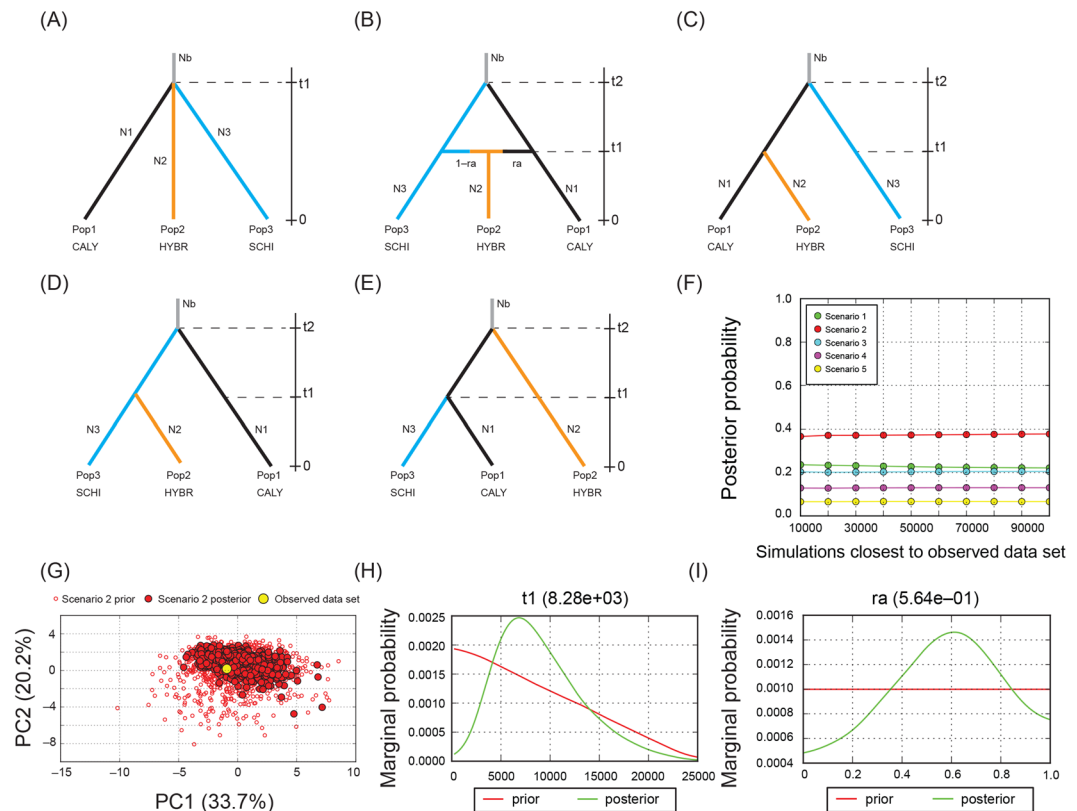 (A)
Nb
t1
N1
N3
N2
0
Pop1
Pop2
Pop3
CALY
HYBR
SCHI
(B)
Nb
t2
t1
1–ra
ra
N3
N2
N1
0
Pop3
Pop2
Pop1
SCHI
HYBR
CALY
(C)
Nb
t2
t1
N1
N2
N3
0
Pop1
Pop2
Pop3
CALY
HYBR
SCHI
(D)
Nb
t2
t1
N3
N2
N1
0
Pop3
Pop2
Pop1
SCHI
HYBR
CALY
(E)
Nb
t2
t1
N3
N1
N2
0
Pop3
Pop1
Pop2
SCHI
CALY
HYBR
(F)
Posterior probability
1.0
0.8
0.6
0.4
0.2
0.0
Scenario 1
Scenario 2
Scenario 3
Scenario 4
Scenario 5
10000 30000 50000 70000 90000
Simulations closest to observed data set
(G)
Scenario 2 prior Scenario 2 posterior Observed data set
PC2 (20.2%)
4
0
−4
−8
−15 −10 −5 0 5 10
PC1 (33.7%)
(H)
t1 (8.28e+03)
Marginal probability
0.0025
0.0020
0.0015
0.0010
0.0005
0.0000
0 5000 10000 15000 20000 25000
prior posterior
(I)
ra (5.64e–01)
Marginal probability
0.0016
0.0014
0.0012
0.0010
0.0008
0.0006
0.0004
0 0.2 0.4 0.6 0.8 1.0
prior posterior